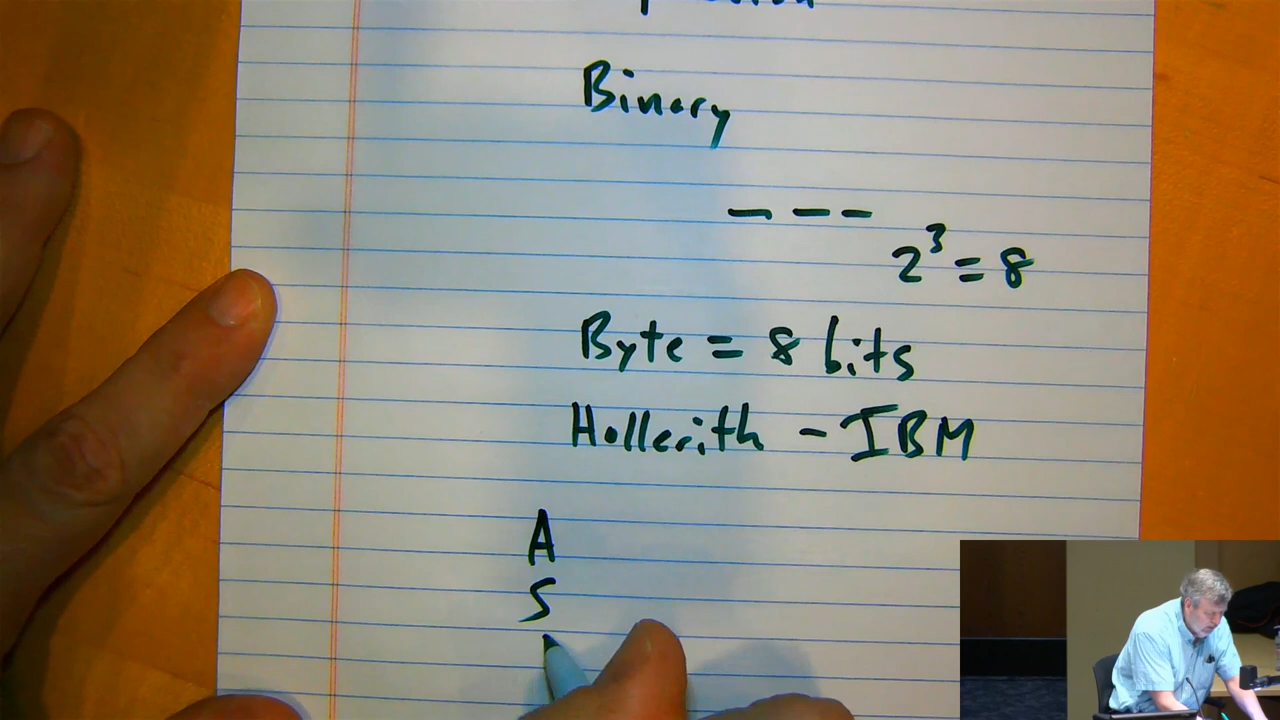 Binary
_ _ _
2³ = 8
Byte = 8 bits
Hollerith - IBM
A
S